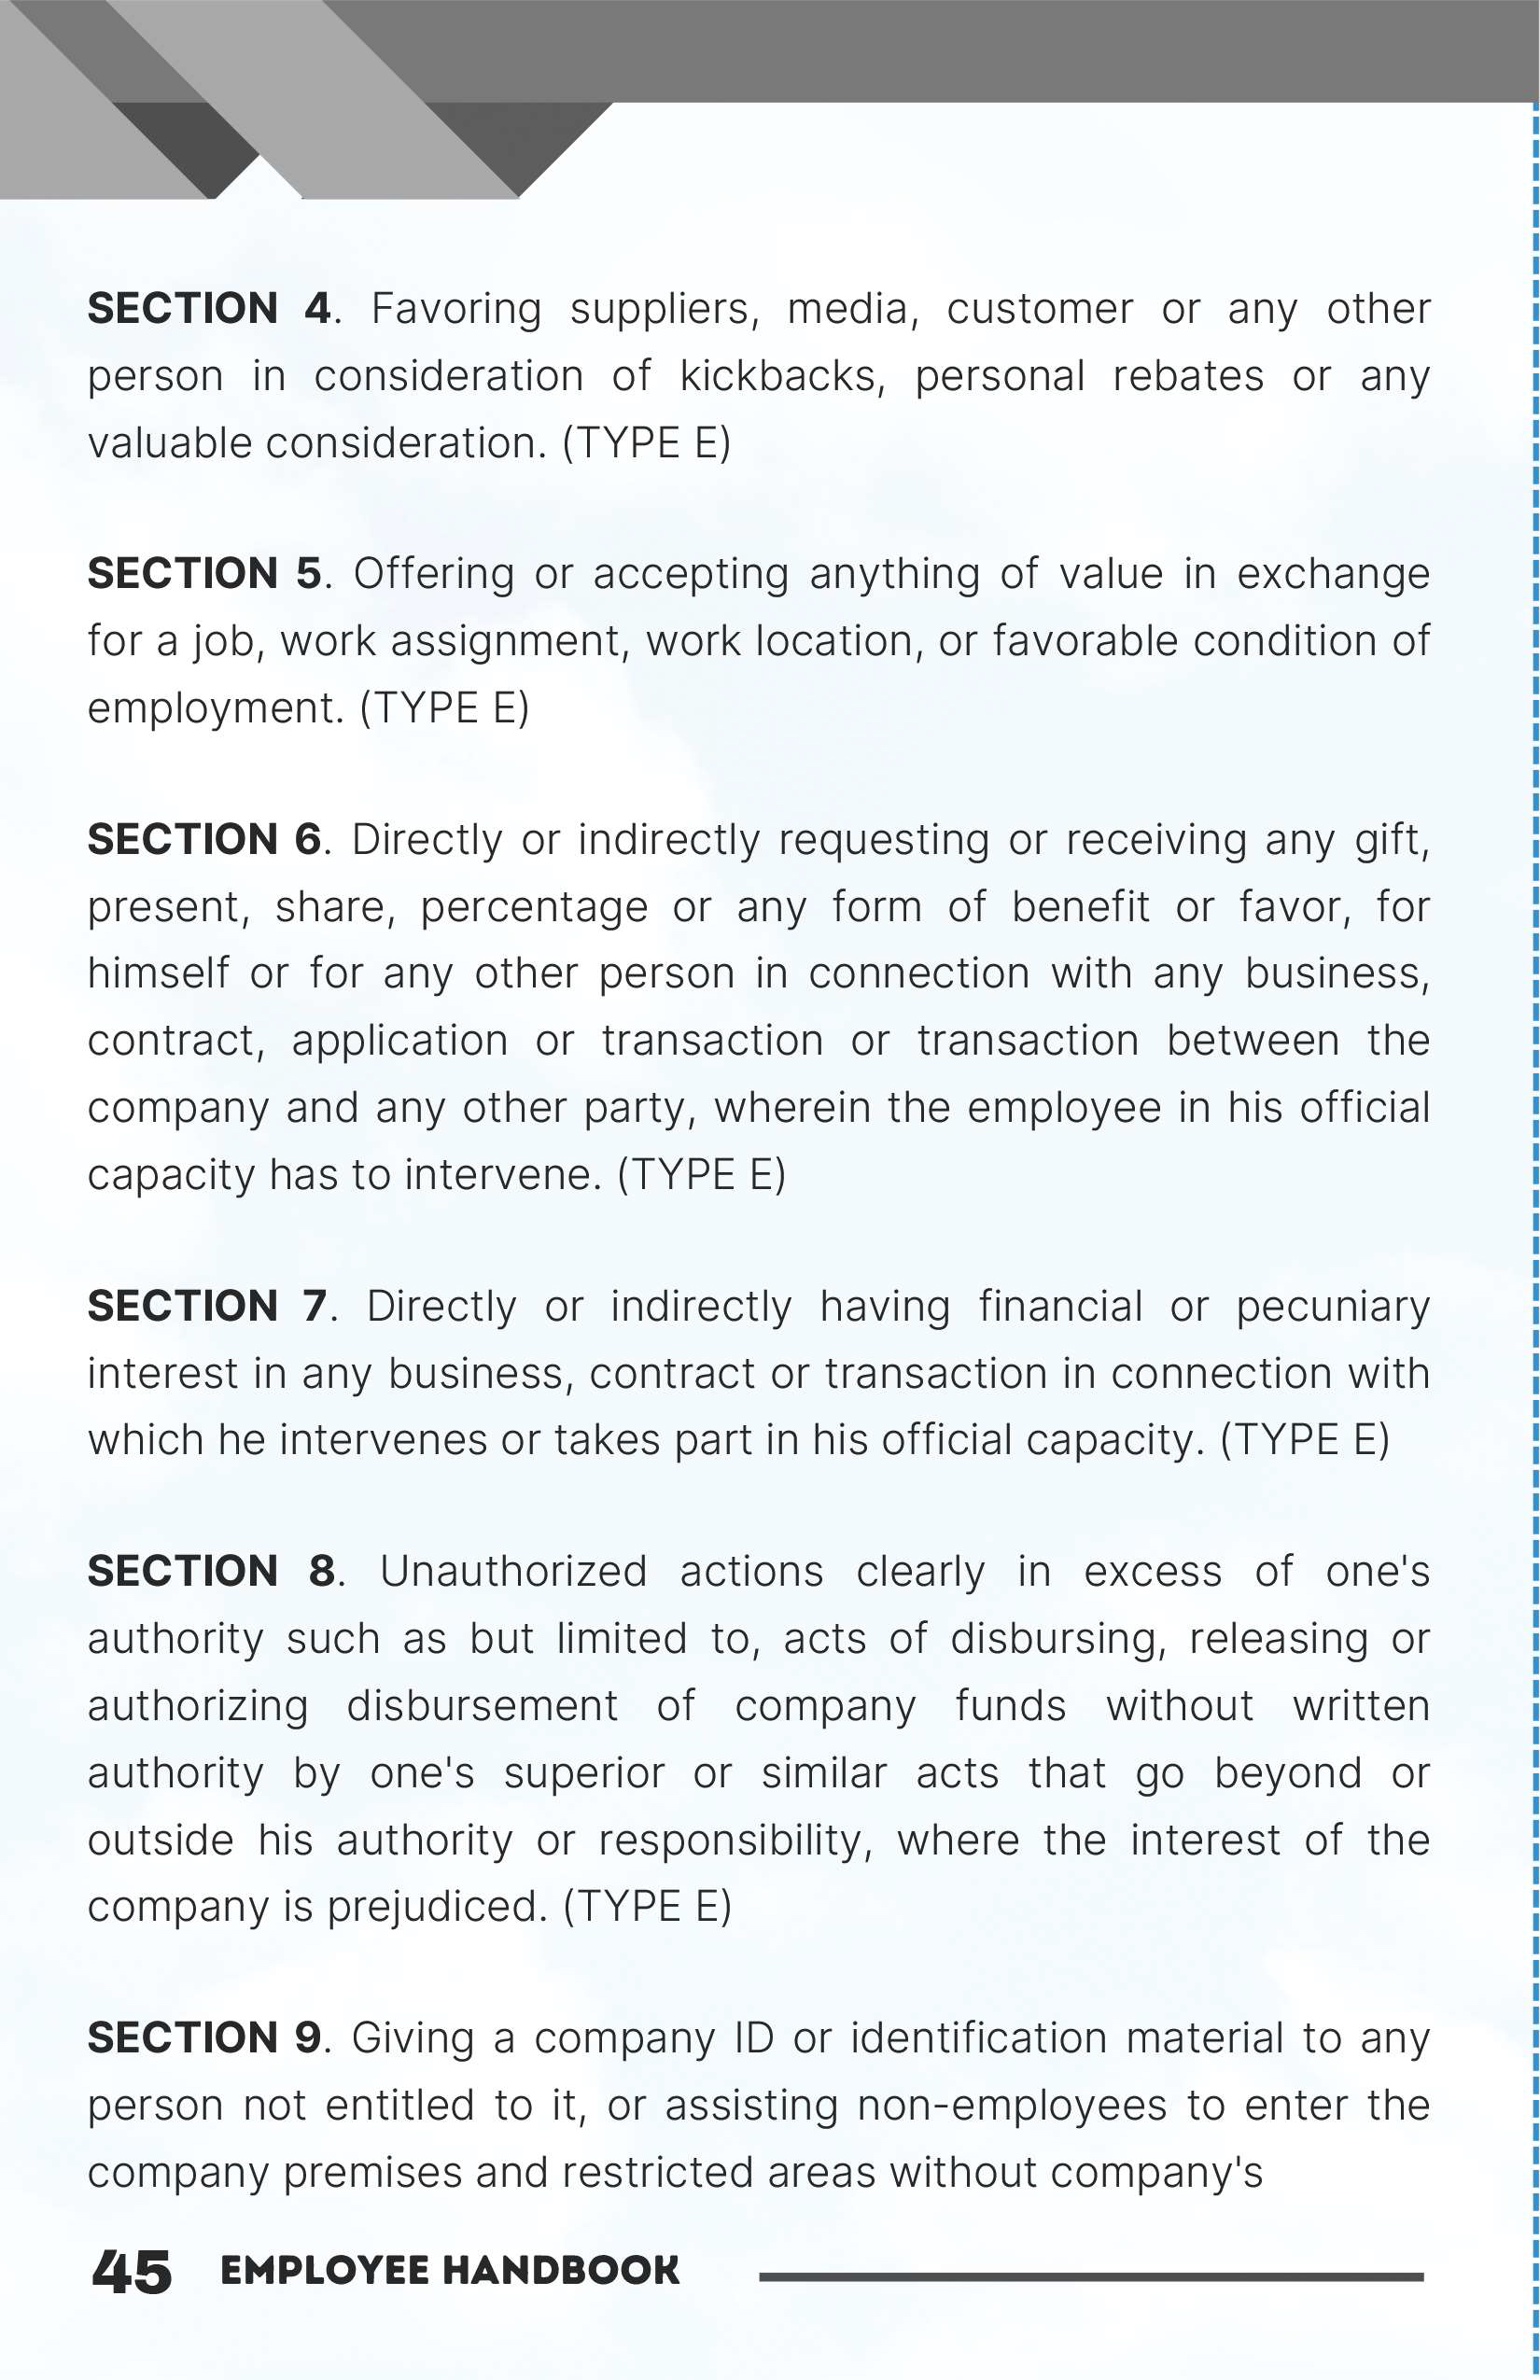 SECTION 4. Favoring suppliers, media, customer or any other
person in consideration of kickbacks, personal rebates or any
valuable consideration. (TYPE E)
SECTION 5. Offering or accepting anything of value in exchange
for a job, work assignment, work location, or favorable condition of
employment. (TYPE E)
SECTION 6. Directly or indirectly requesting or receiving any gift,
present, share, percentage or any form of benefit or favor, for
himself or for any other person in connection with any business,
contract, application or transaction or transaction between the
company and any other party, wherein the employee in his official
capacity has to intervene. (TYPE E)
SECTION 7. Directly or indirectly having financial or pecuniary
interest in any business, contract or transaction in connection with
which he intervenes or takes part in his official capacity. (TYPE E)
SECTION 8. Unauthorized actions clearly in excess of one's
authority such as but limited to, acts of disbursing, releasing or
authorizing disbursement of company funds without written
authority by one's superior or similar acts that go beyond or
outside his authority or responsibility, where the interest of the
company is prejudiced. (TYPE E)
SECTION 9. Giving a company ID or identification material to any
person not entitled to it, or assisting non-employees to enter the
company premises and restricted areas without company's
45 EMPLOYEE HANDBOOK